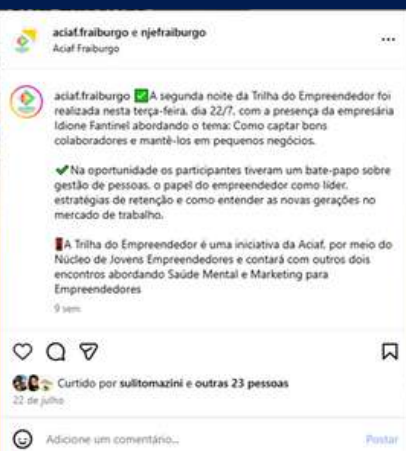 aciaf.fraiburgo e njefraiburgo
Aciaf Fraiburgo
aciaf.fraiburgo ✅A segunda noite da Trilha do Empreendedor foi
realizada nesta terça-feira, dia 22/7, com a presença da empresária
Idione Fantinel abordando o tema: Como captar bons
colaboradores e mantê-los em pequenos negócios.
✔Na oportunidade os participantes tiveram um bate-papo sobre
gestão de pessoas, o papel do empreendedor como líder,
estratégias de retenção e como entender as novas gerações no
mercado de trabalho.
A Trilha do Empreendedor é uma iniciativa da Aciaf, por meio do
Núcleo de Jovens Empreendedores e contará com outros dois
encontros abordando Saúde Mental e Marketing para
Empreendedores
9 sem
Curtido por sulitomazini e outras 23 pessoas
22 de julho
Adicione um comentário... Postar